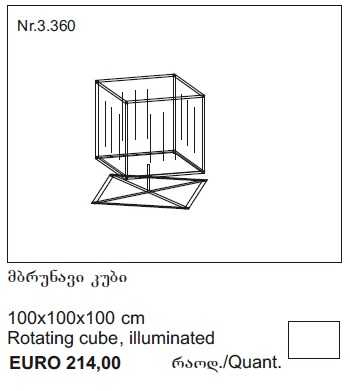 Nr.3.360
მბრუნავი კუბი
100x100x100 cm
Rotating cube, illuminated
EURO 214,00 რაოდ./Quant.